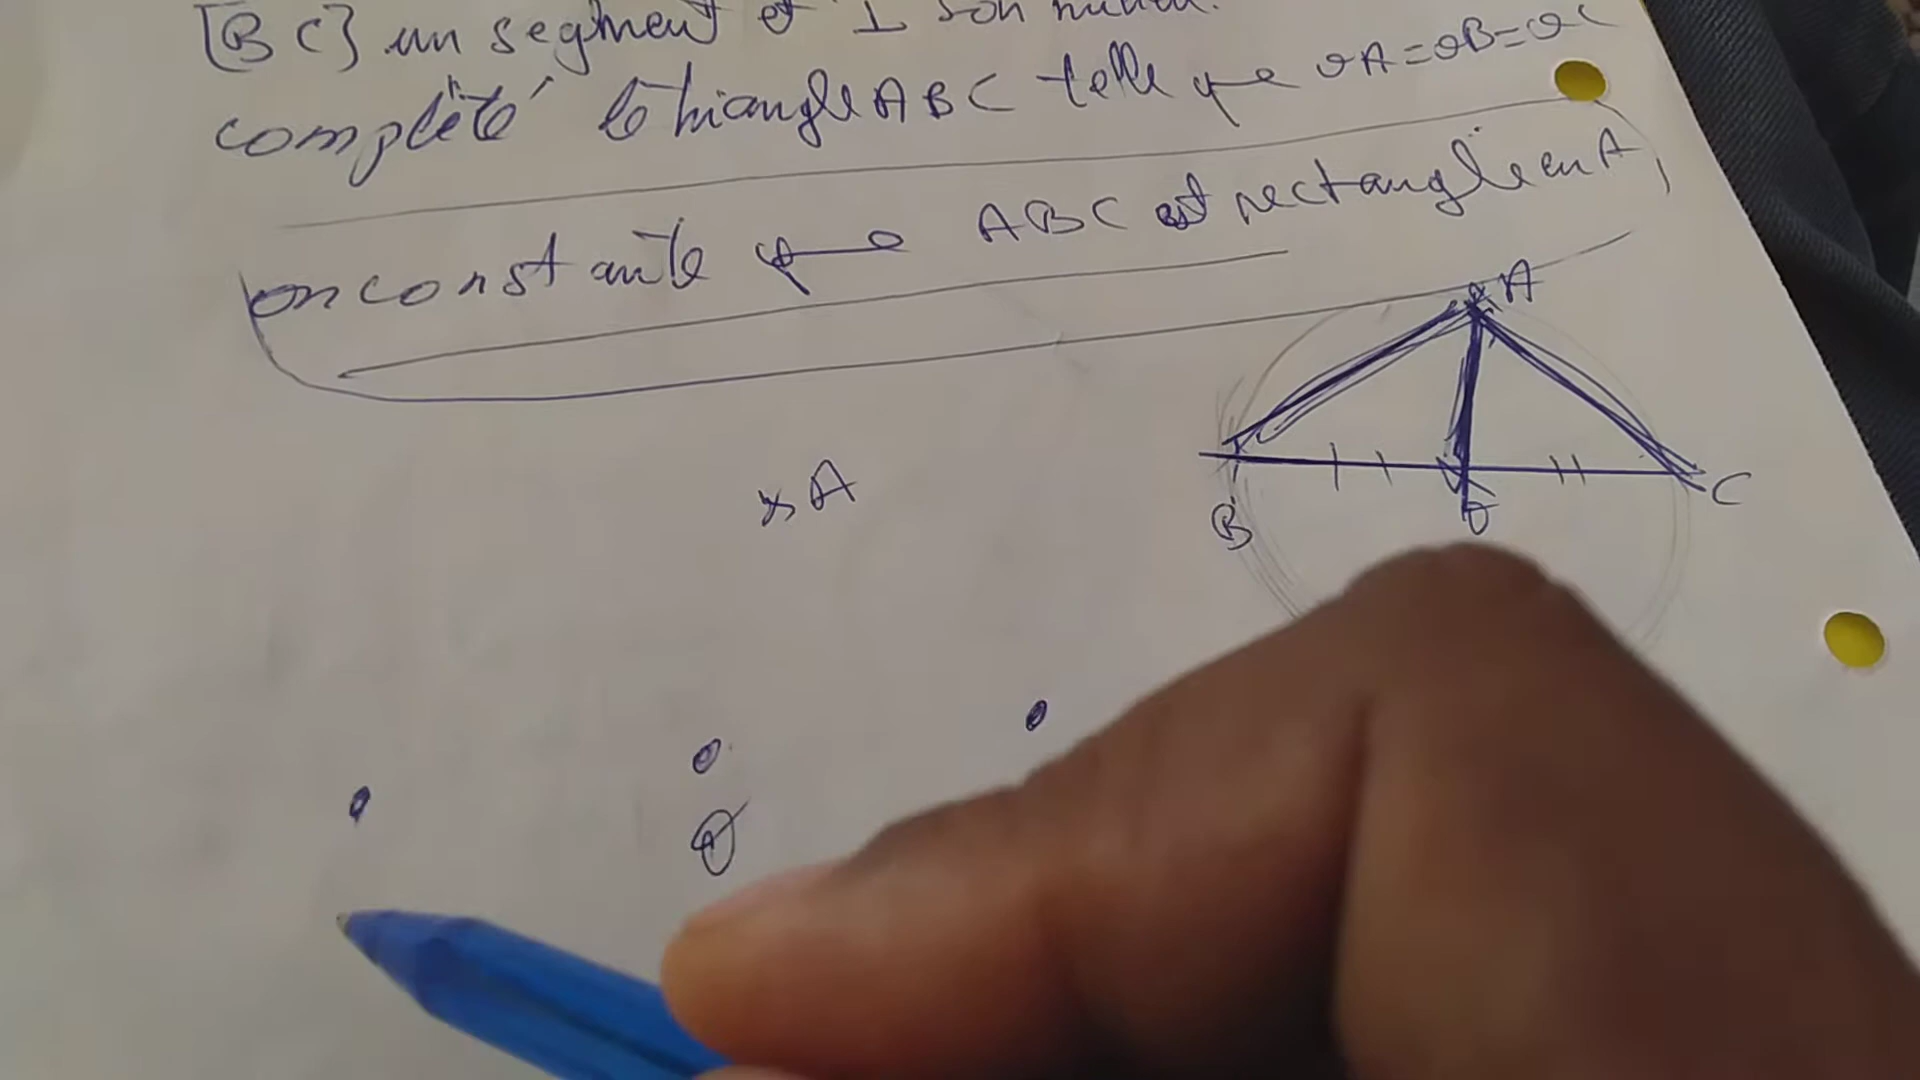 [BC] un segment et I son milieu.
complété le triangle ABC telle que OA=OB=OC
on constante que ABC est rectangle en A
A
B
O
C
A
O